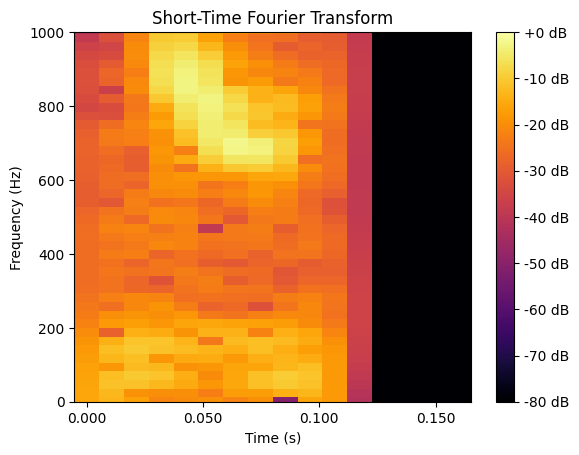 Short-Time Fourier Transform
1000
800
600
400
200
0
Frequency (Hz)
0.000
0.050
0.100
0.150
Time (s)
+0 dB
-10 dB
-20 dB
-30 dB
-40 dB
-50 dB
-60 dB
-70 dB
-80 dB